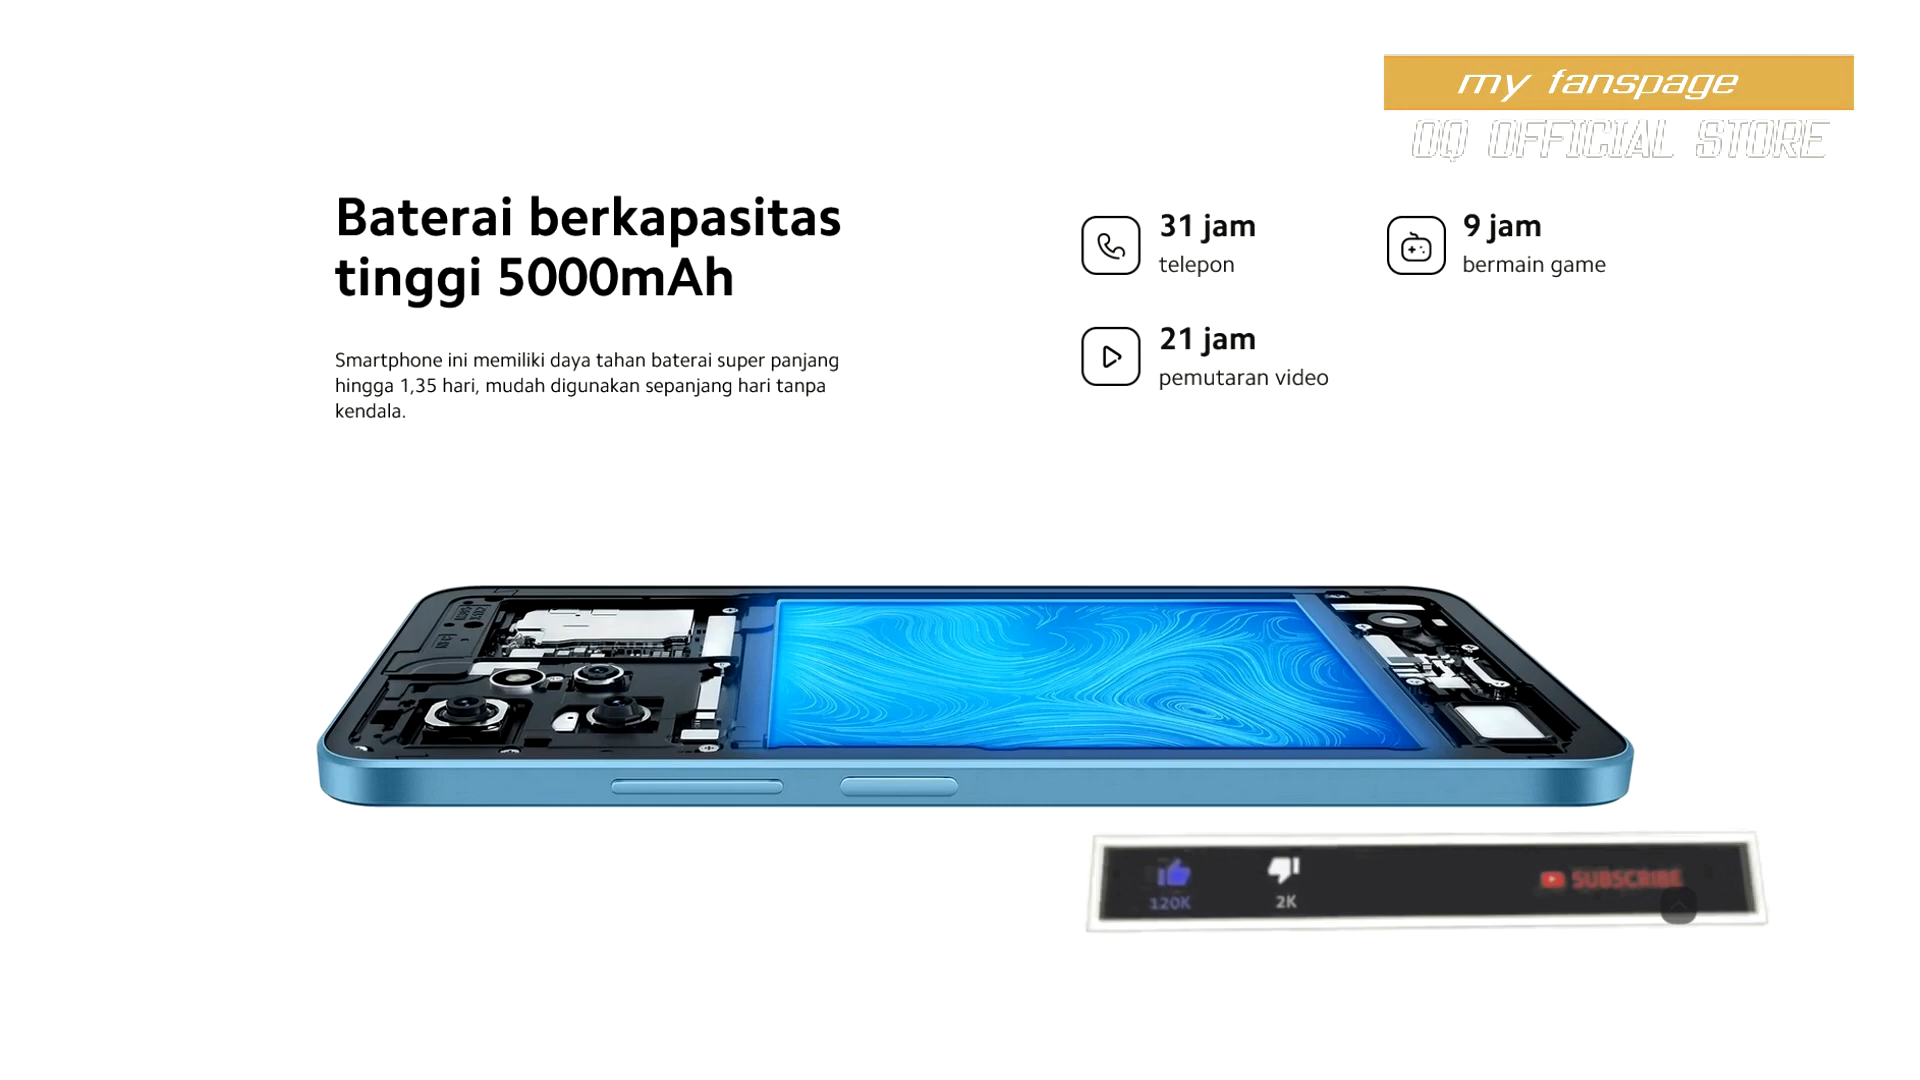 my fanspage
OQ OFFICIAL STORE
Baterai berkapasitas
tinggi 5000mAh
Smartphone ini memiliki daya tahan baterai super panjang
hingga 1,35 hari, mudah digunakan sepanjang hari tanpa
kendala.
31 jam
telepon
9 jam
bermain game
21 jam
pemutaran video
120K
2K
SUBSCRIBE